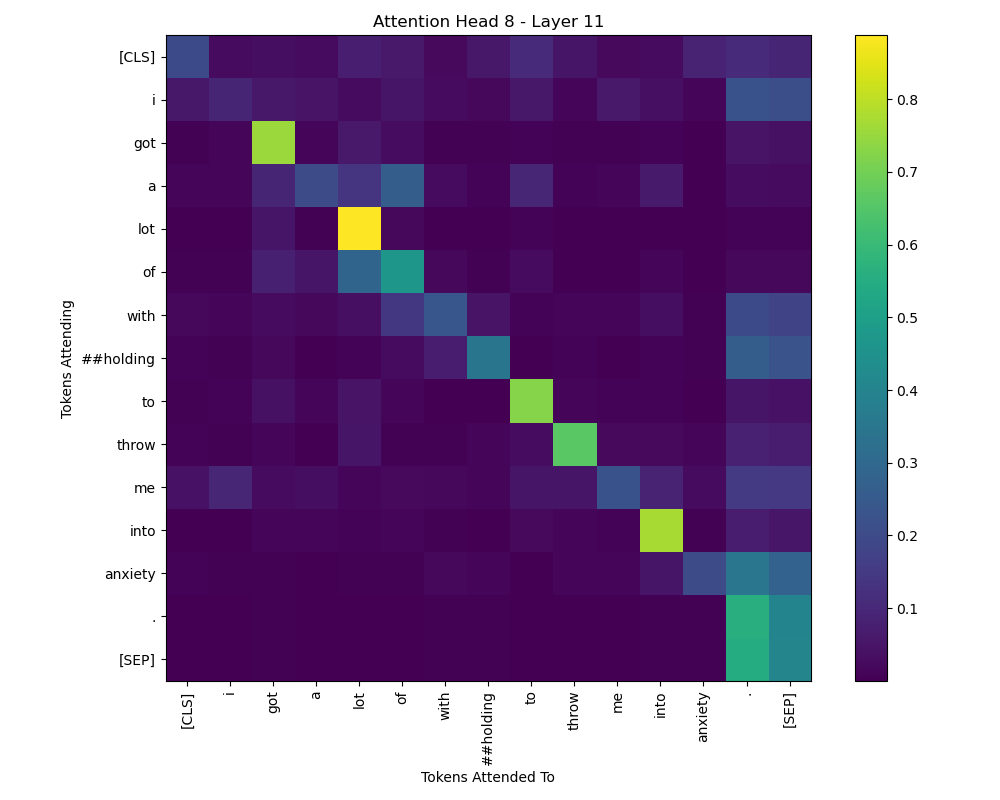 Attention Head 8 - Layer 11
[CLS]
i
got
a
lot
of
with
##holding
to
throw
me
into
anxiety
.
[SEP]
Tokens Attending
[CLS] i got a lot of with ##holding to throw me into anxiety . [SEP]
Tokens Attended To
0.8
0.7
0.6
0.5
0.4
0.3
0.2
0.1